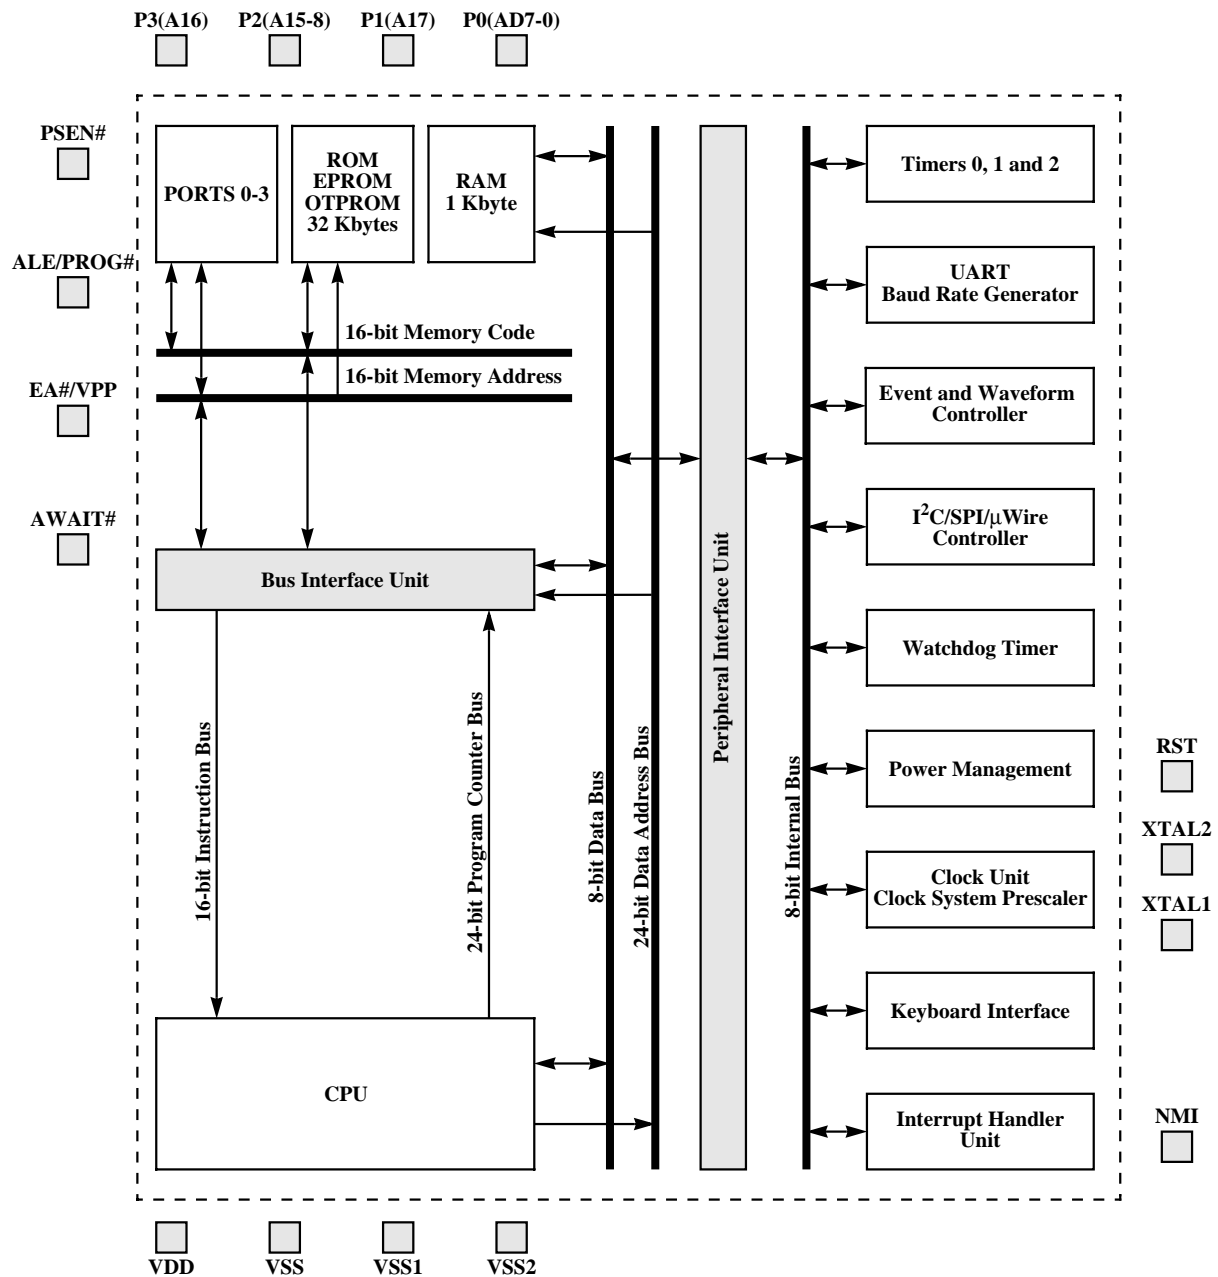 P3(A16) P2(A15-8) P1(A17) P0(AD7-0)
PSEN#
ALE/PROG#
EA#/VPP
AWAIT#
PORTS 0-3
ROM
EPROM
OTPROM
32 Kbytes
RAM
1 Kbyte
16-bit Memory Code
16-bit Memory Address
Bus Interface Unit
16-bit Instruction Bus
24-bit Program Counter Bus
CPU
8-bit Data Bus
24-bit Data Address Bus
Peripheral Interface Unit
8-bit Internal Bus
Timers 0, 1 and 2
UART
Baud Rate Generator
Event and Waveform
Controller
I²C/SPI/µWire
Controller
Watchdog Timer
Power Management
Clock Unit
Clock System Prescaler
Keyboard Interface
Interrupt Handler
Unit
RST
XTAL2
XTAL1
NMI
VDD VSS VSS1 VSS2